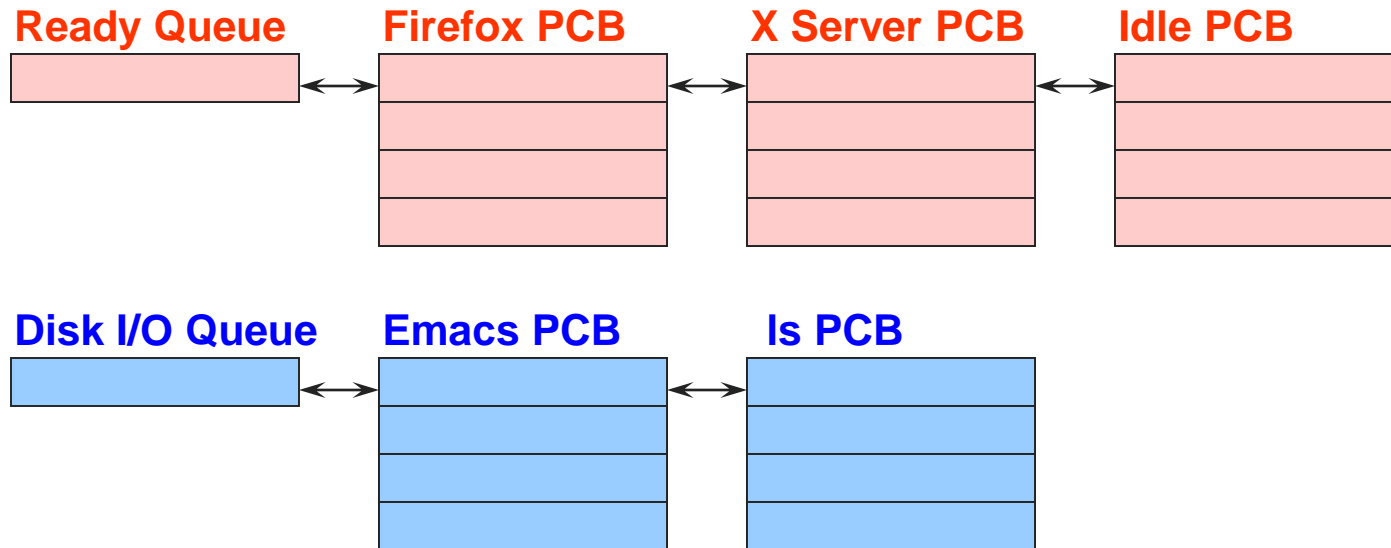 Ready Queue Firefox PCB X Server PCB Idle PCB
Disk I/O Queue Emacs PCB ls PCB